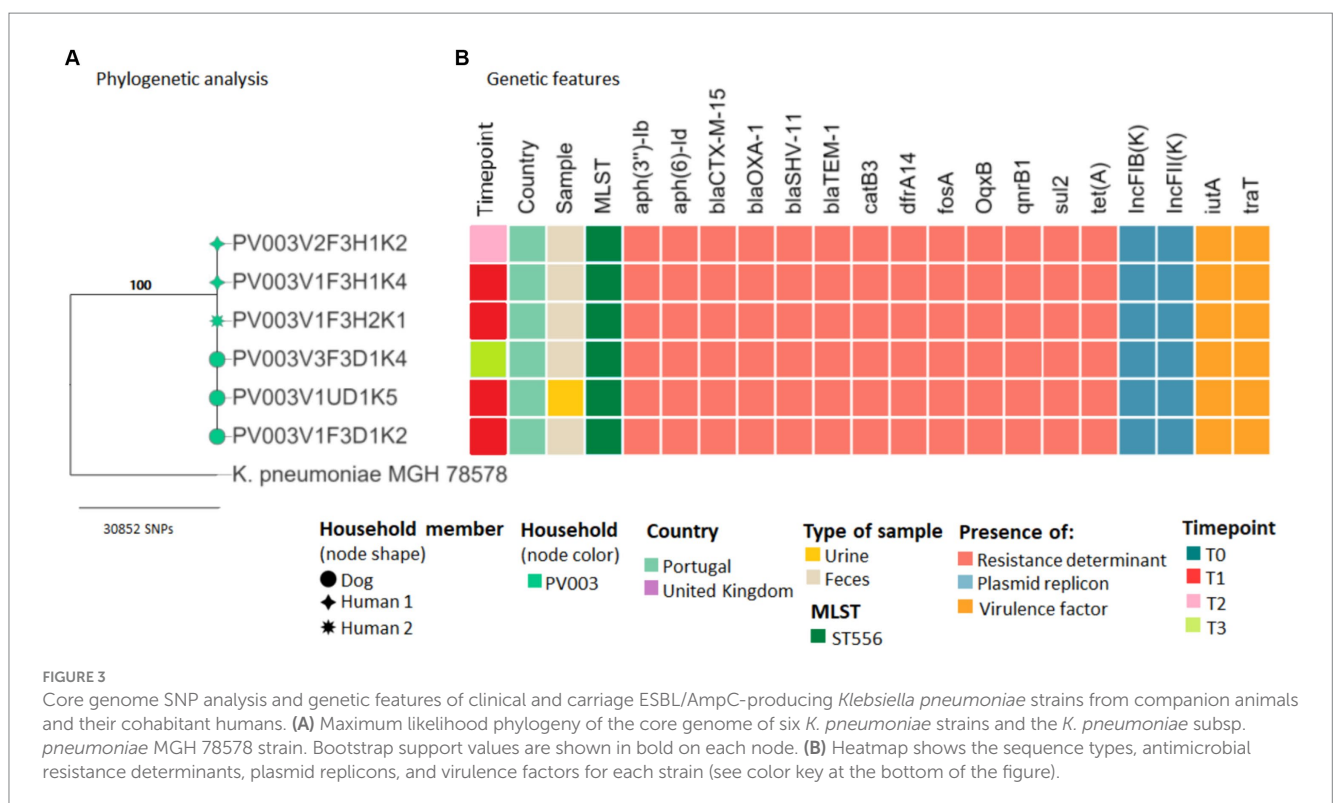 A
Phylogenetic analysis
B
Genetic features
Timepoint
Country
Sample
MLST
aph(3")-Ib
aph(6)-Id
blaCTX-M-15
blaOXA-1
blaSHV-11
blaTEM-1
catB3
dfrA14
fosA
OqxB
qnrB1
sul2
tet(A)
IncFIB(K)
IncFII(K)
iutA
traT
PV003V2F3H1K2
PV003V1F3H1K4
100
PV003V1F3H2K1
PV003V3F3D1K4
PV003V1UD1K5
PV003V1F3D1K2
K. pneumoniae MGH 78578
30852 SNPs
Household member
(node shape)
Dog
Human 1
Human 2
Household
(node color)
PV003
Country
Portugal
United Kingdom
Type of sample
Urine
Feces
MLST
ST556
Presence of:
Resistance determinant
Plasmid replicon
Virulence factor
Timepoint
T0
T1
T2
T3
FIGURE 3
Core genome SNP analysis and genetic features of clinical and carriage ESBL/AmpC-producing Klebsiella pneumoniae strains from companion animals
and their cohabitant humans. (A) Maximum likelihood phylogeny of the core genome of six K. pneumoniae strains and the K. pneumoniae subsp.
pneumoniae MGH 78578 strain. Bootstrap support values are shown in bold on each node. (B) Heatmap shows the sequence types, antimicrobial
resistance determinants, plasmid replicons, and virulence factors for each strain (see color key at the bottom of the figure).